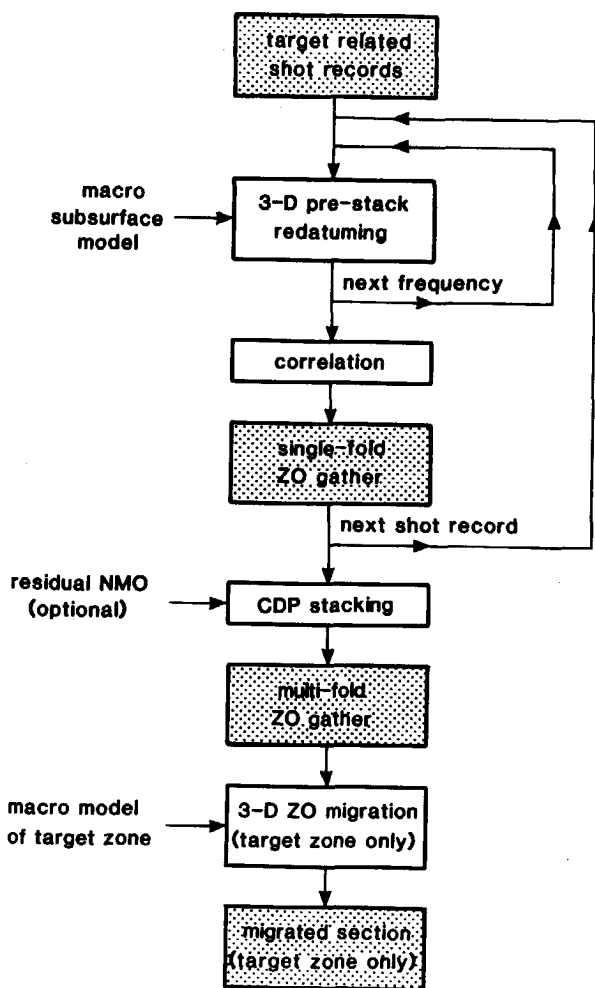 target related
shot records
macro
subsurface
model
3-D pre-stack
redatuming
next frequency
correlation
single-fold
ZO gather
next shot record
residual NMO
(optional)
CDP stacking
multi-fold
ZO gather
macro model
of target zone
3-D ZO migration
(target zone only)
migrated section
(target zone only)